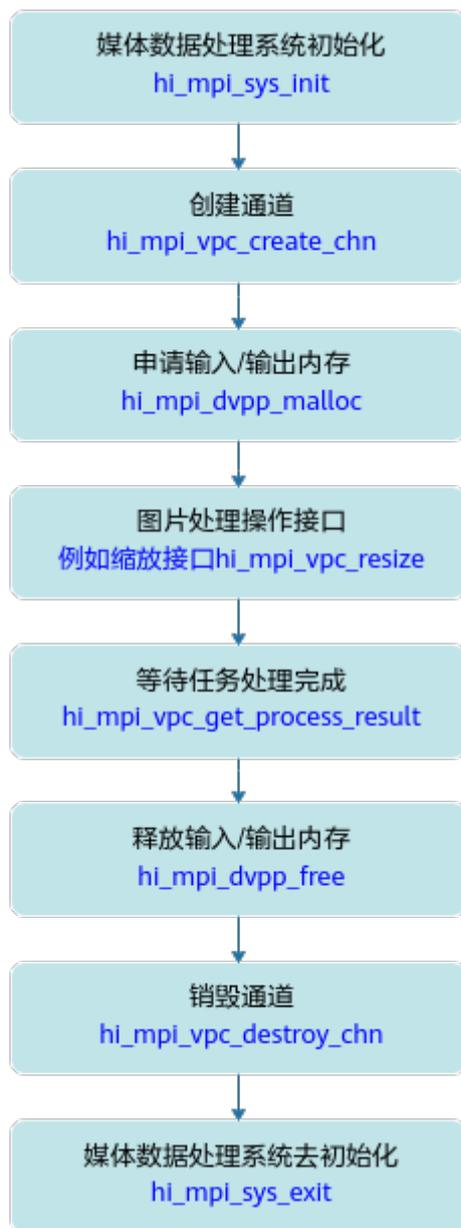 媒体数据处理系统初始化
hi_mpi_sys_init
创建通道
hi_mpi_vpc_create_chn
申请输入/输出内存
hi_mpi_dvpp_malloc
图片处理操作接口
例如缩放接口hi_mpi_vpc_resize
等待任务处理完成
hi_mpi_vpc_get_process_result
释放输入/输出内存
hi_mpi_dvpp_free
销毁通道
hi_mpi_vpc_destroy_chn
媒体数据处理系统去初始化
hi_mpi_sys_exit